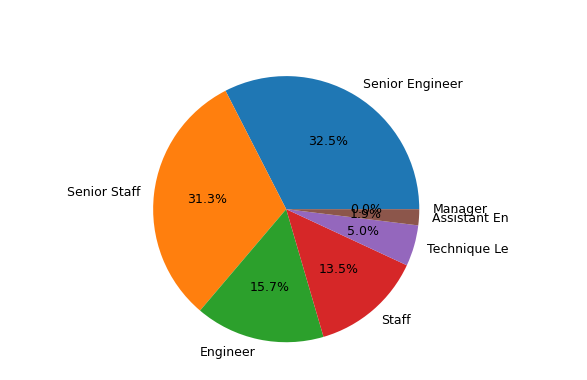 Senior Engineer
32.5%
Senior Staff
31.3%
0.0%
Manager
1.9%
Assistant En
5.0%
Technique Le
13.5%
15.7%
Staff
Engineer